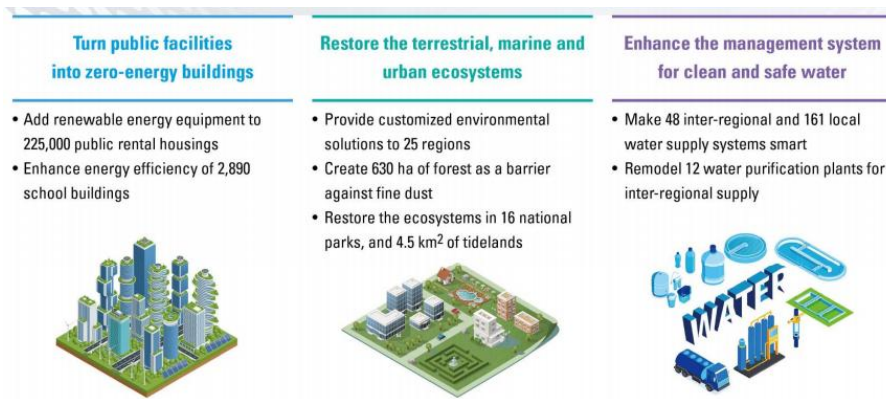 Turn public facilities
into zero-energy buildings
• Add renewable energy equipment to
225,000 public rental housings
• Enhance energy efficiency of 2,890
school buildings
Restore the terrestrial, marine and
urban ecosystems
• Provide customized environmental
solutions to 25 regions
• Create 630 ha of forest as a barrier
against fine dust
• Restore the ecosystems in 16 national
parks, and 4.5 km² of tidelands
Enhance the management system
for clean and safe water
• Make 48 inter-regional and 161 local
water supply systems smart
• Remodel 12 water purification plants for
inter-regional supply
WATER